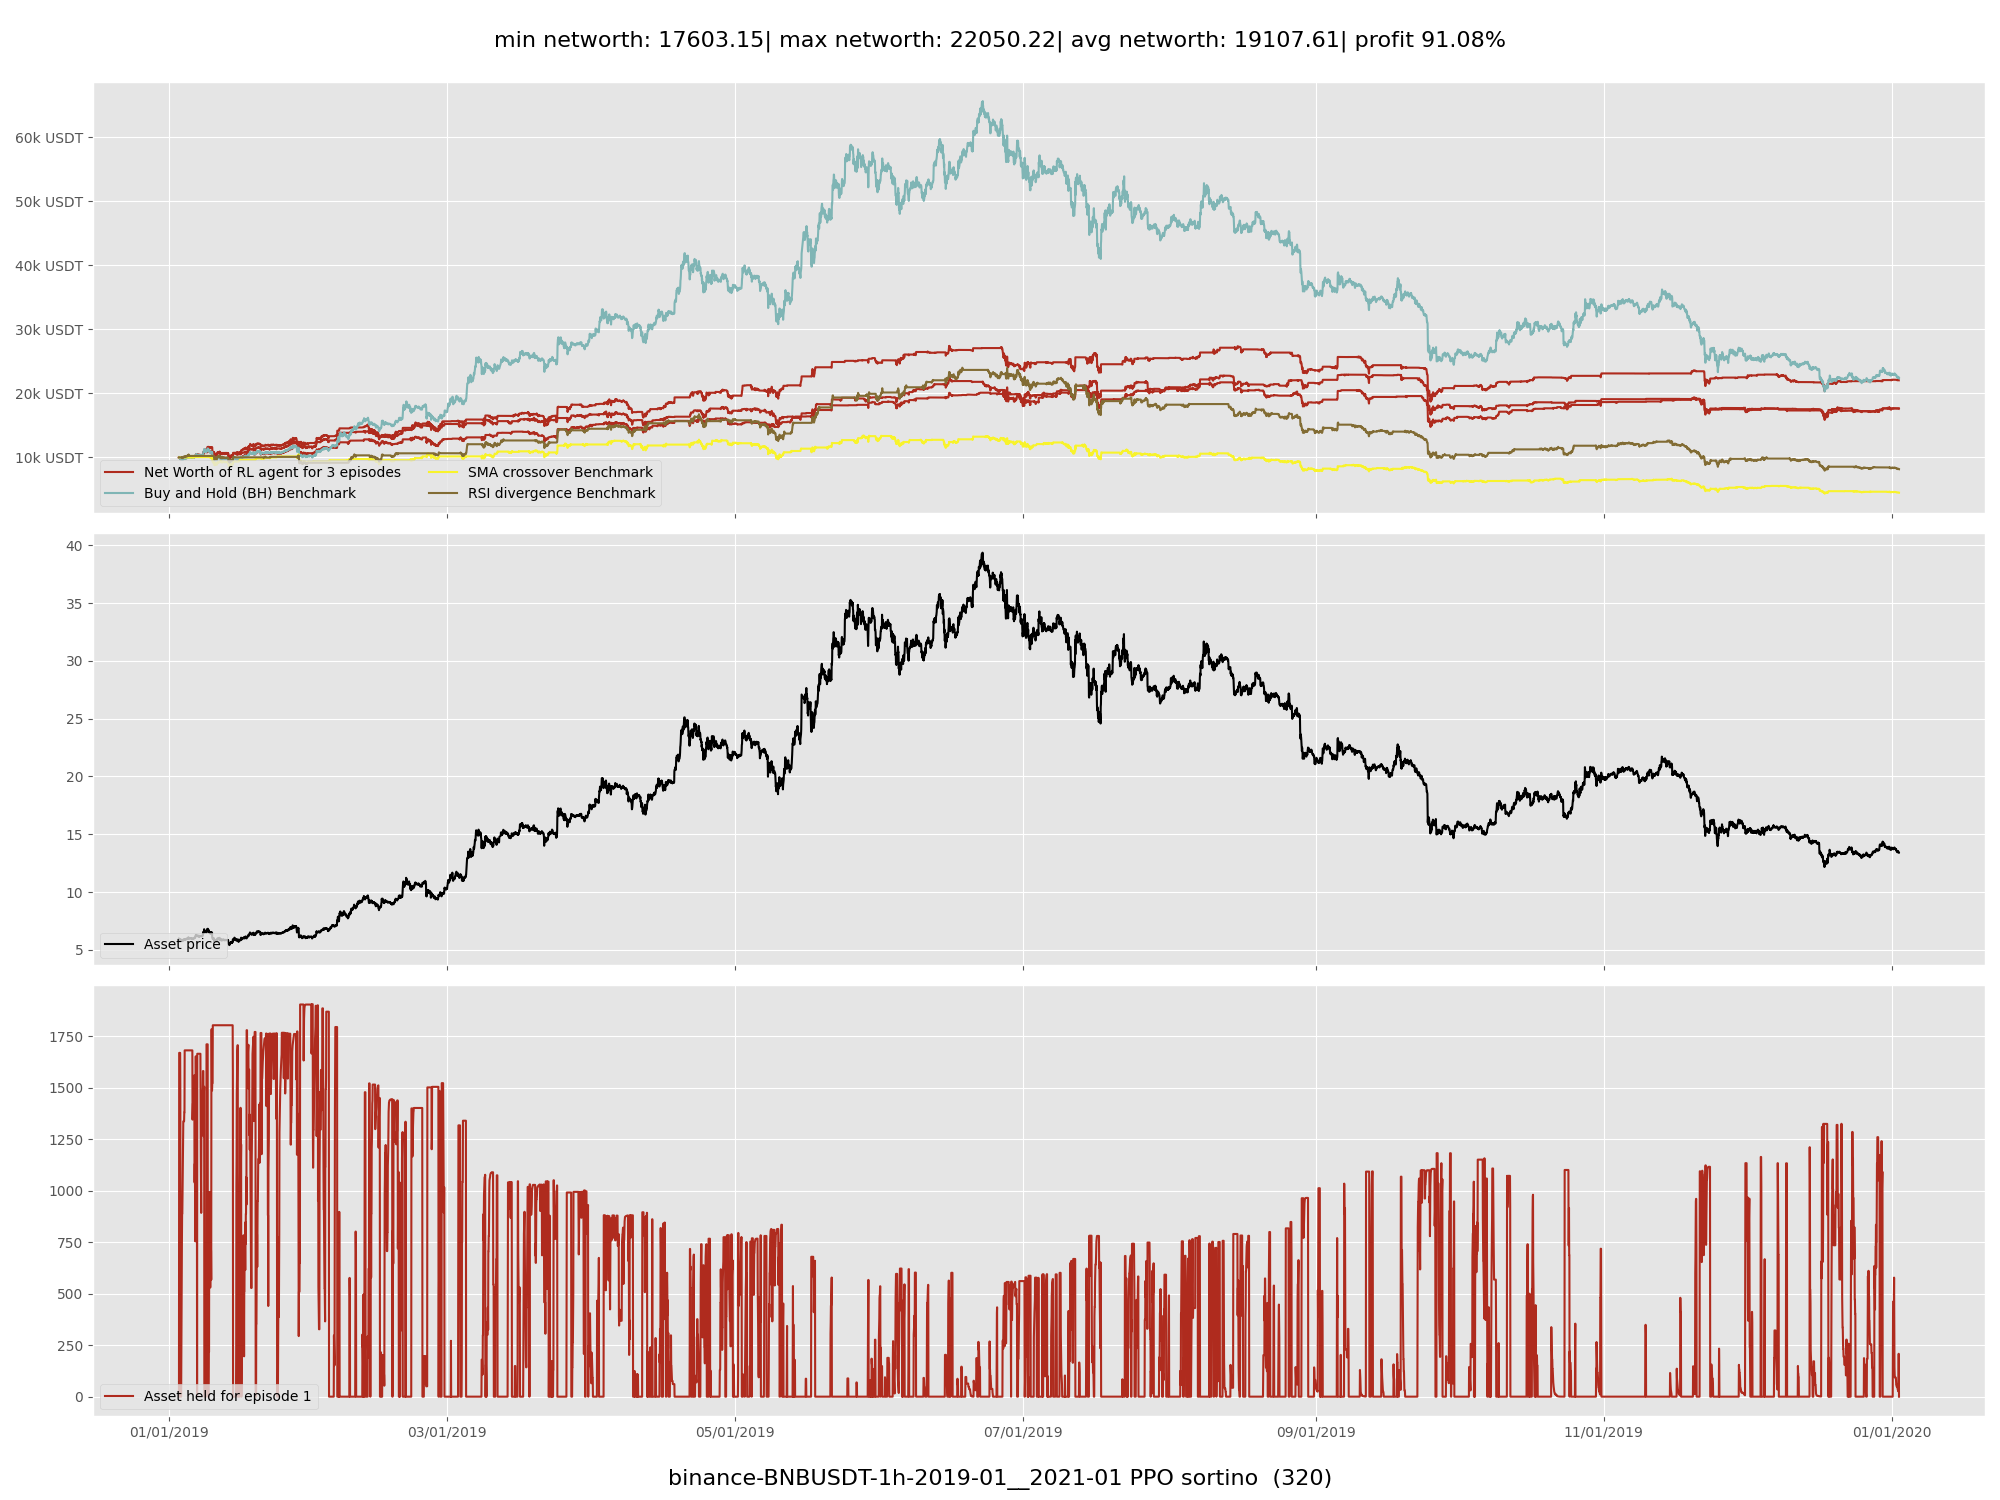 min networth: 17603.15| max networth: 22050.22| avg networth: 19107.61| profit 91.08%
60k USDT
50k USDT
40k USDT
30k USDT
20k USDT
10k USDT
Net Worth of RL agent for 3 episodes
Buy and Hold (BH) Benchmark
SMA crossover Benchmark
RSI divergence Benchmark
40
35
30
25
20
15
10
5
Asset price
1750
1500
1250
1000
750
500
250
0
Asset held for episode 1
01/01/2019
03/01/2019
05/01/2019
07/01/2019
09/01/2019
11/01/2019
01/01/2020
binance-BNBUSDT-1h-2019-01__2021-01 PPO sortino  (320)